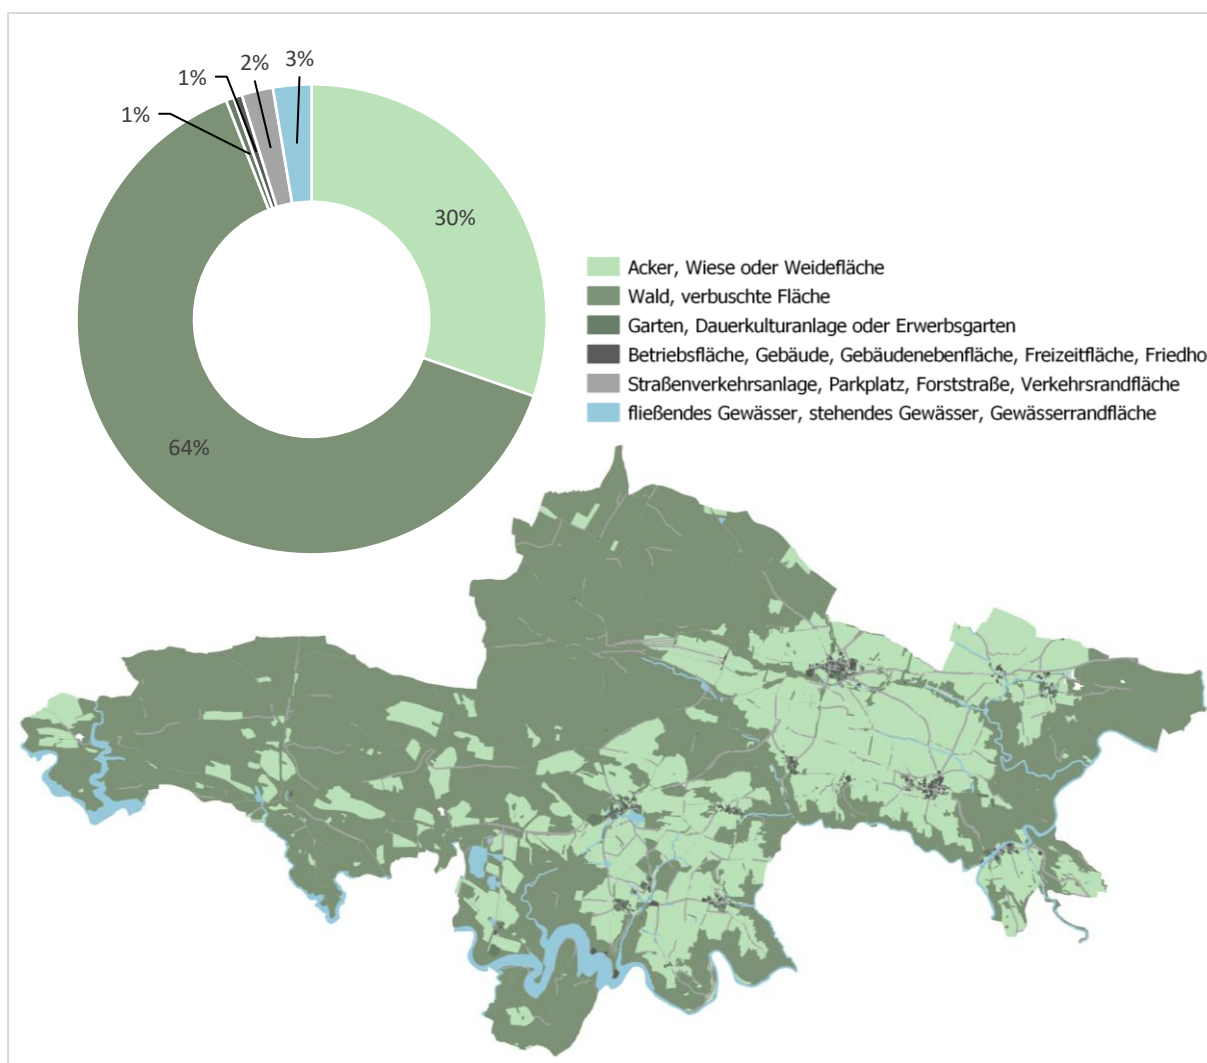 3%
2%
1%
1%
30%
64%
Acker, Wiese oder Weidefläche
Wald, verbuschte Fläche
Garten, Dauerkulturanlage oder Erwerbsgarten
Betriebsfläche, Gebäude, Gebäudenebenfläche, Freizeitfläche, Friedho
Straßenverkehrsanlage, Parkplatz, Forststraße, Verkehrsrandfläche
fließendes Gewässer, stehendes Gewässer, Gewässerrandfläche